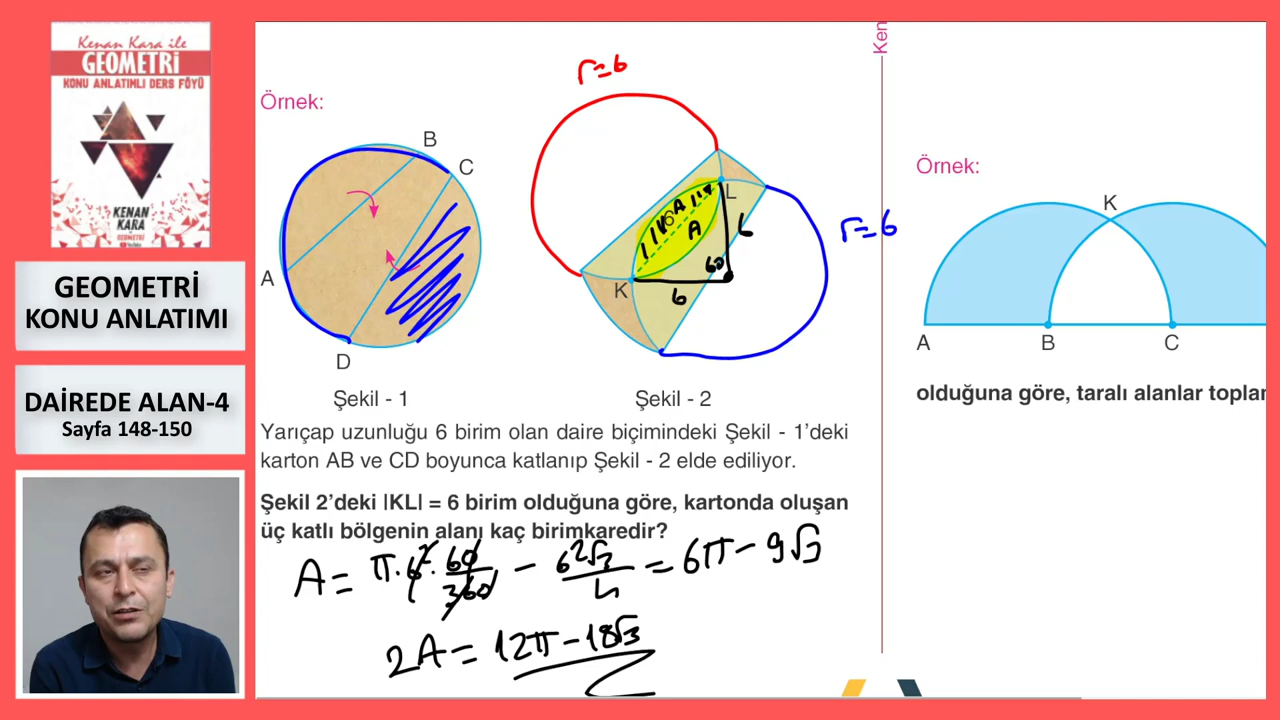 Kenan Kara ile
GEOMETRİ
KONU ANLATIMLI DERS FÖYÜ
KENAN
KARA
GEOMETRİ
KONU ANLATIMI
DAİREDE ALAN-4
Sayfa 148-150
Örnek:
A
B
C
D
Şekil - 1
r=6
r=6
K
L
A
A
6
6
6
60
Şekil - 2
Yarıçap uzunluğu 6 birim olan daire biçimindeki Şekil - 1'deki
karton AB ve CD boyunca katlanıp Şekil - 2 elde ediliyor.
Şekil 2'deki |KL| = 6 birim olduğuna göre, kartonda oluşan
üç katlı bölgenin alanı kaç birimkaredir?
A = π.6².60/360 - 6²√3/4 = 6π - 9√3
2A = 12π - 18√3
Ken
Örnek:
K
A
B
C
olduğuna göre, taralı alanlar toplar